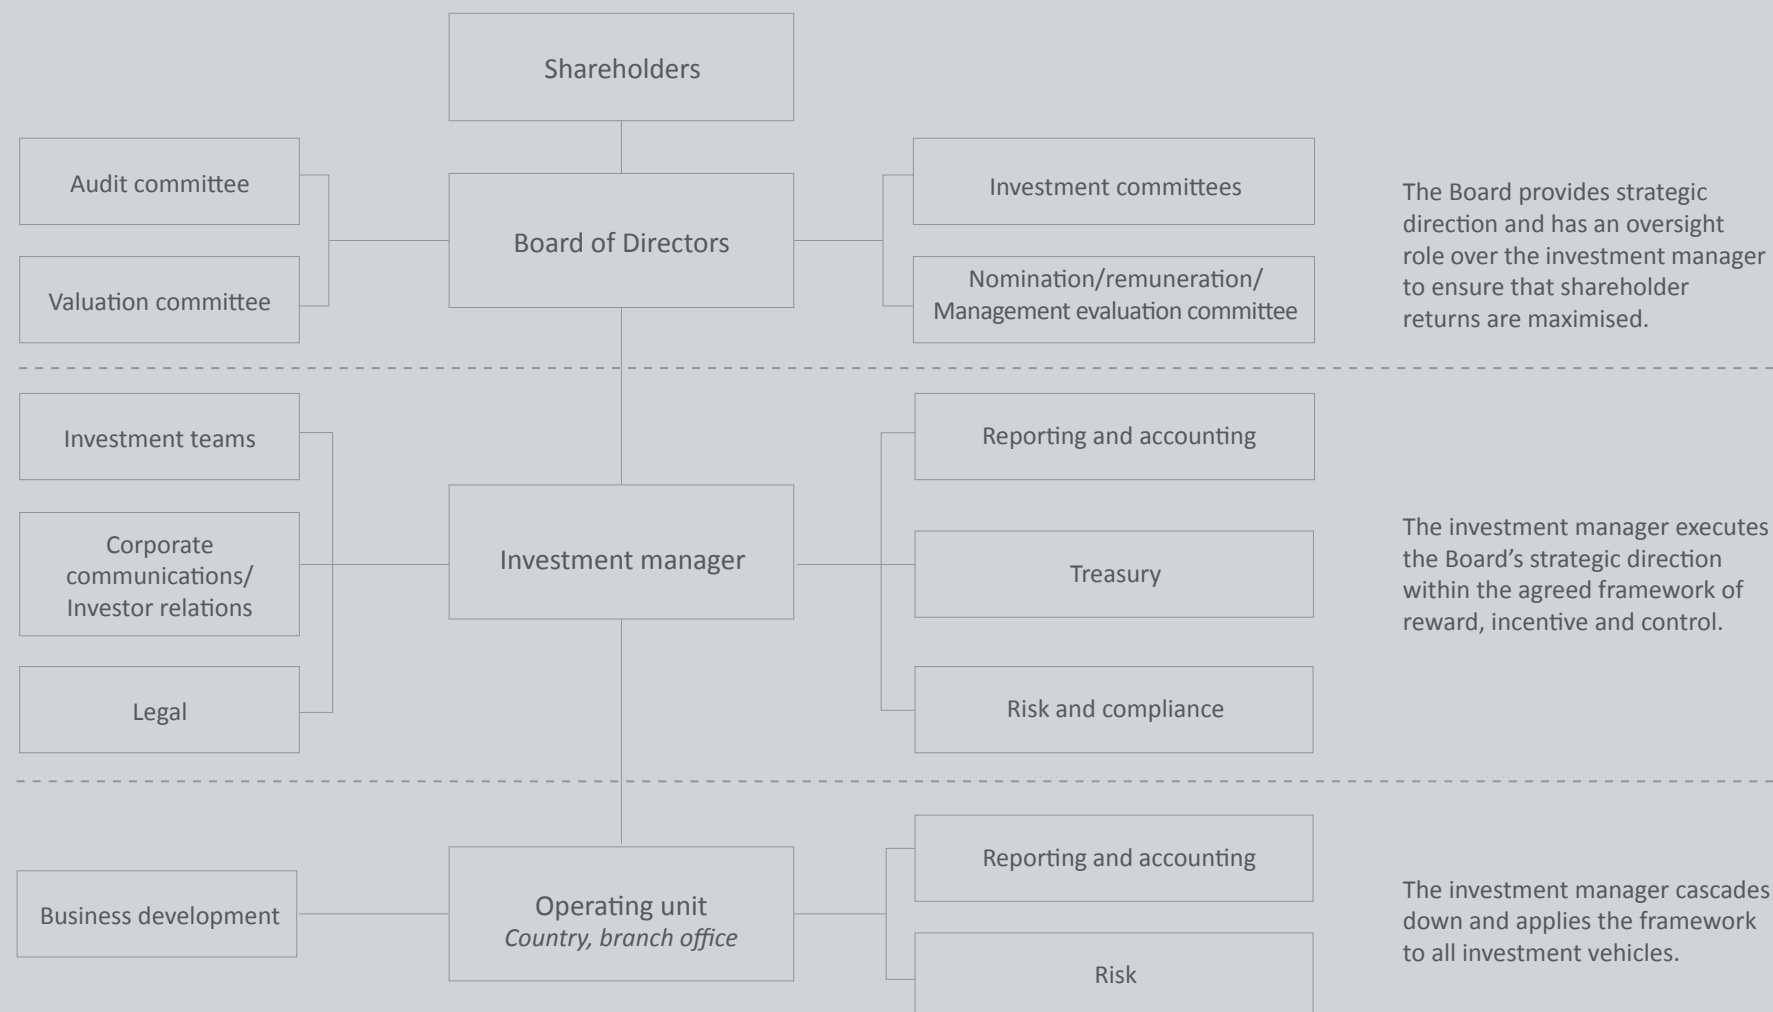 Shareholders
Audit committee
Valuation committee
Board of Directors
Investment committees
Nomination/remuneration/
Management evaluation committee
The Board provides strategic
direction and has an oversight
role over the investment manager
to ensure that shareholder
returns are maximised.
Investment teams
Corporate
communications/
Investor relations
Legal
Investment manager
Reporting and accounting
Treasury
Risk and compliance
The investment manager executes
the Board’s strategic direction
within the agreed framework of
reward, incentive and control.
Business development
Operating unit
Country, branch office
Reporting and accounting
Risk
The investment manager cascades
down and applies the framework
to all investment vehicles.